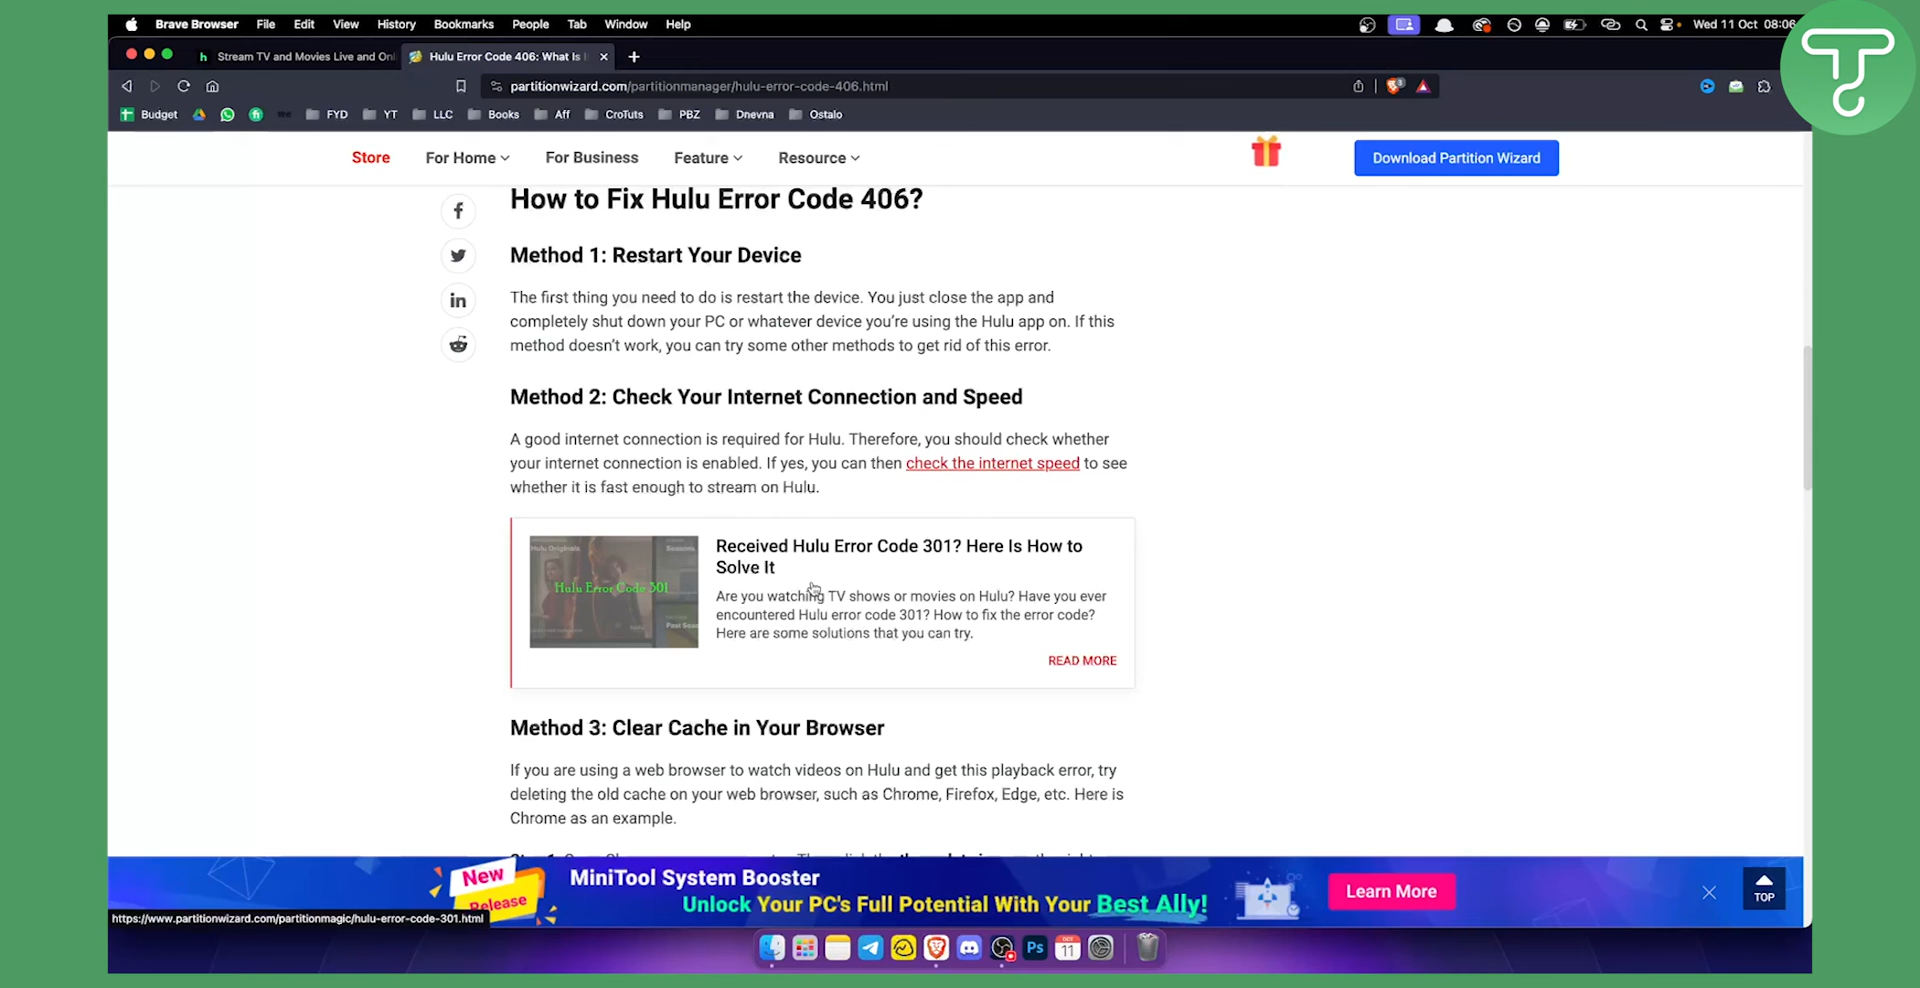 Brave Browser File Edit View History Bookmarks People Tab Window Help Wed 11 Oct 08:06
Stream TV and Movies Live and Onl Hulu Error Code 406: What Is
partitionwizard.com/partitionmanager/hulu-error-code-406.html
Budget FYD YT LLC Books Aff CroTuts PBZ Dnevna Ostalo
Store For Home For Business Feature Resource Download Partition Wizard
How to Fix Hulu Error Code 406?
Method 1: Restart Your Device
The first thing you need to do is restart the device. You just close the app and
completely shut down your PC or whatever device you’re using the Hulu app on. If this
method doesn’t work, you can try some other methods to get rid of this error.
Method 2: Check Your Internet Connection and Speed
A good internet connection is required for Hulu. Therefore, you should check whether
your internet connection is enabled. If yes, you can then check the internet speed to see
whether it is fast enough to stream on Hulu.
Hulu Originals
Hulu Error Code 301
Received Hulu Error Code 301? Here Is How to
Solve It
Are you watching TV shows or movies on Hulu? Have you ever
encountered Hulu error code 301? How to fix the error code?
Here are some solutions that you can try.
READ MORE
Method 3: Clear Cache in Your Browser
If you are using a web browser to watch videos on Hulu and get this playback error, try
deleting the old cache on your web browser, such as Chrome, Firefox, Edge, etc. Here is
Chrome as an example.
New
Release
MiniTool System Booster
Unlock Your PC's Full Potential With Your Best Ally!
Learn More
TOP
https://www.partitionwizard.com/partitionmagic/hulu-error-code-301.html
Ps
11